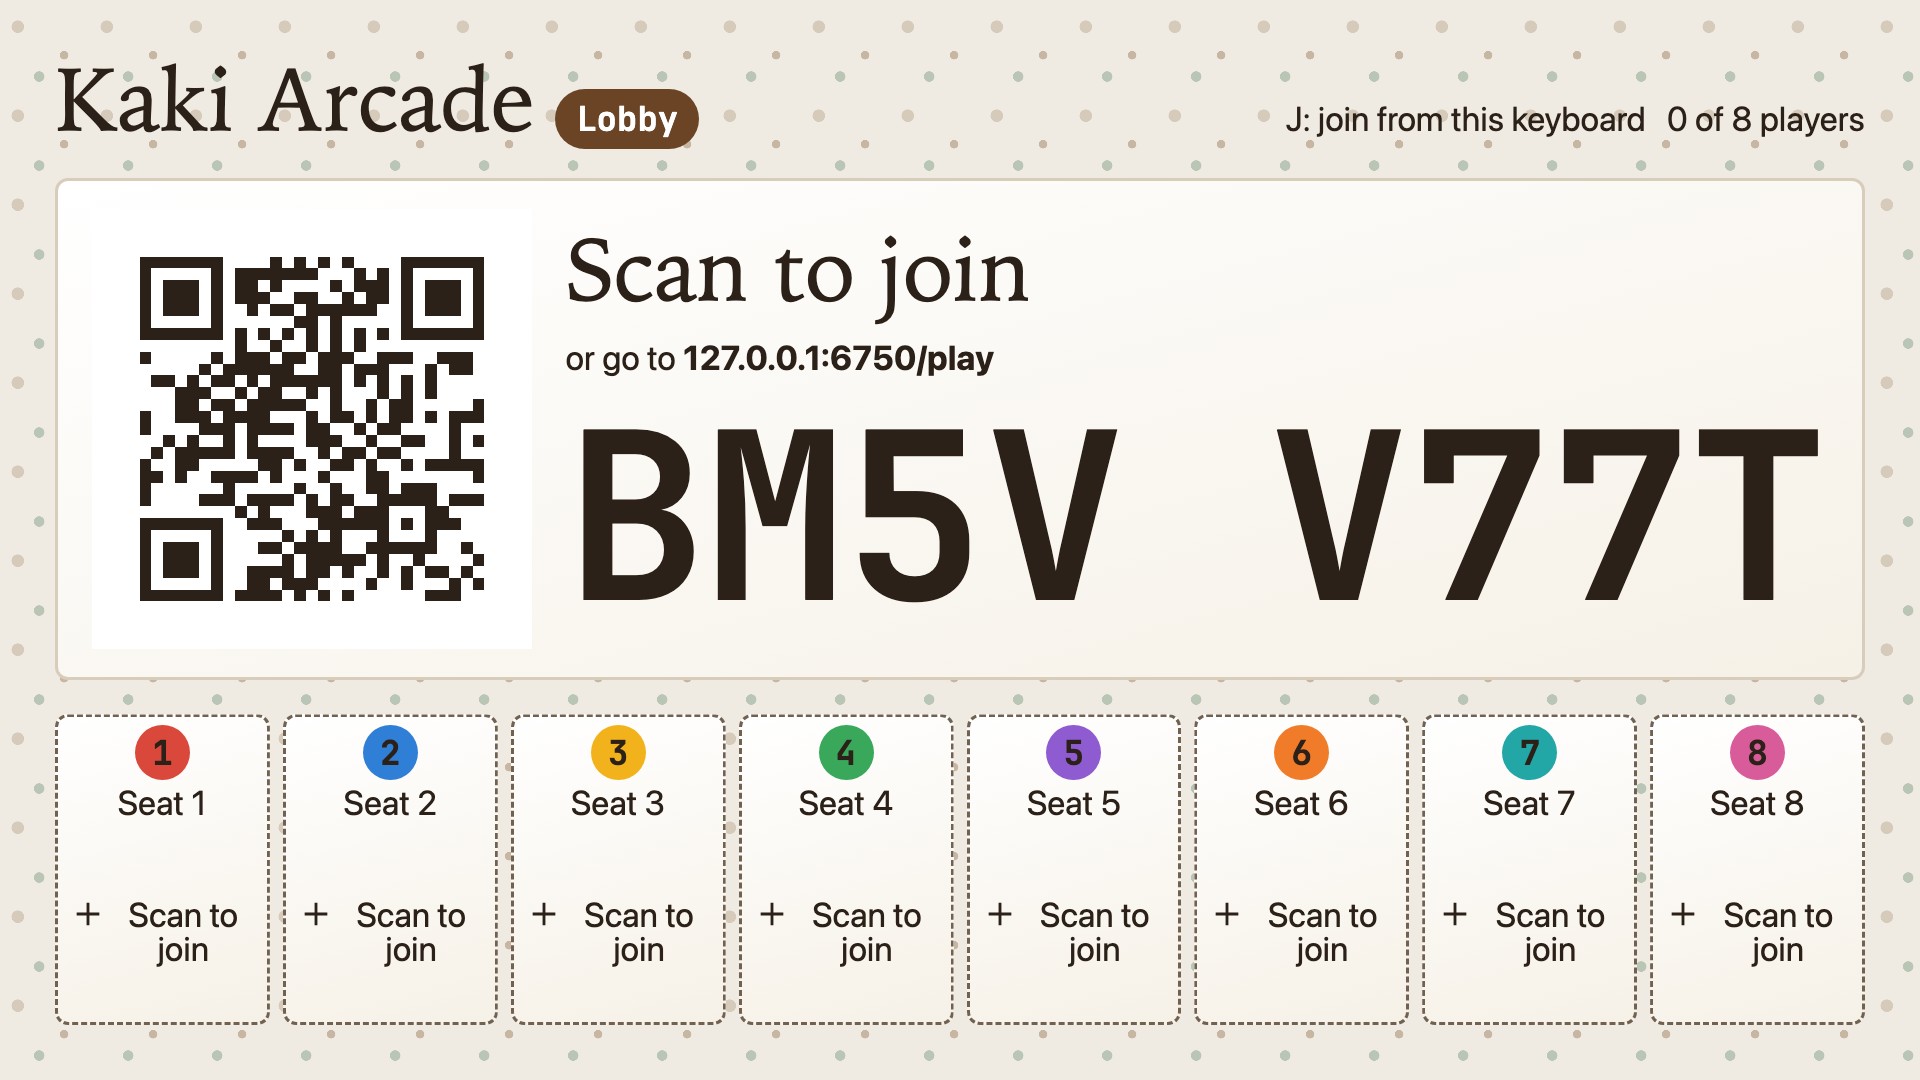 Kaki Arcade Lobby
J: join from this keyboard 0 of 8 players
Scan to join
or go to 127.0.0.1:6750/play
BM5V V77T
1
Seat 1
+ Scan to
join
2
Seat 2
+ Scan to
join
3
Seat 3
+ Scan to
join
4
Seat 4
+ Scan to
join
5
Seat 5
+ Scan to
join
6
Seat 6
+ Scan to
join
7
Seat 7
+ Scan to
join
8
Seat 8
+ Scan to
join